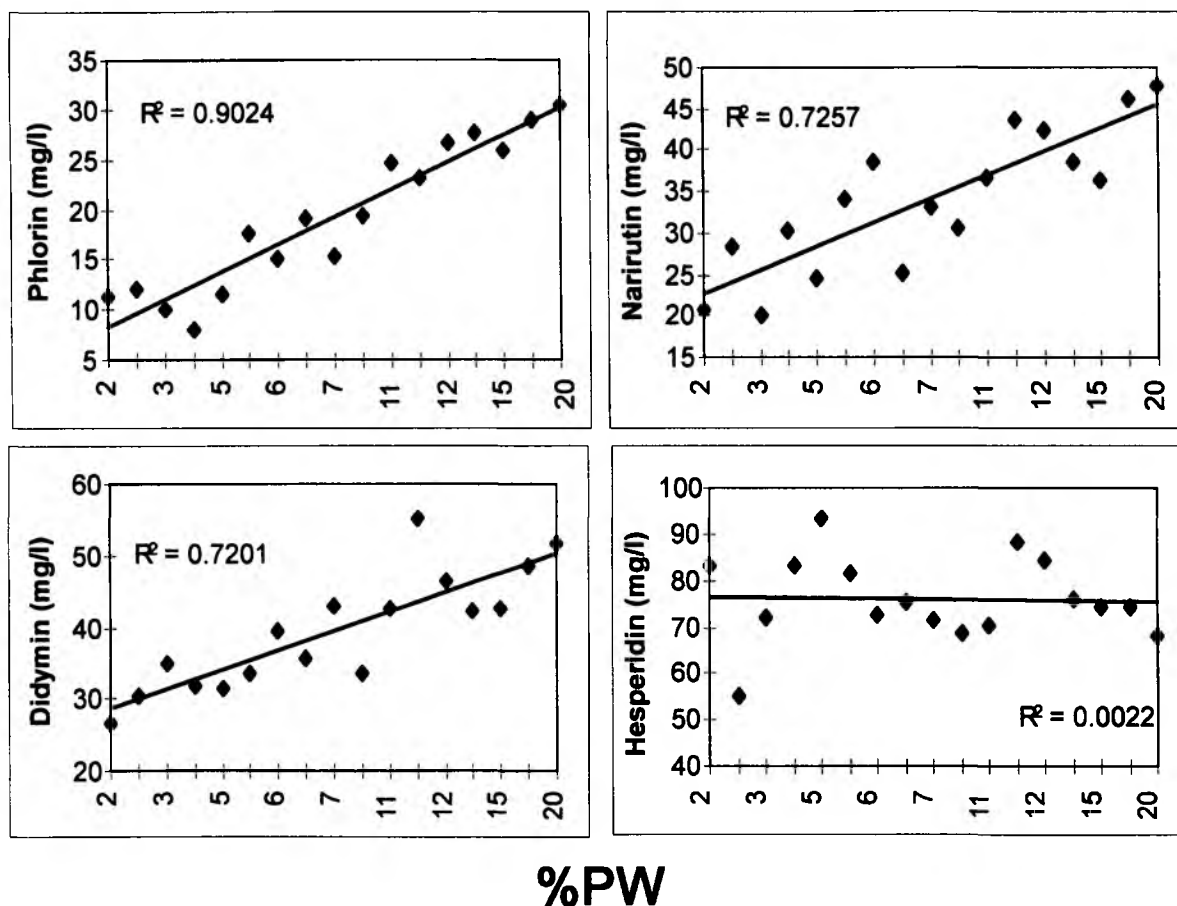 Phlorin (mg/l)
35
30
25
20
15
10
5
R² = 0.9024
2 3 5 6 7 11 12 15 20
Narirutin (mg/l)
50
45
40
35
30
25
20
15
R² = 0.7257
2 3 5 6 7 11 12 15 20
Didymin (mg/l)
60
50
40
30
20
R² = 0.7201
2 3 5 6 7 11 12 15 20
Hesperidin (mg/l)
100
90
80
70
60
50
40
R² = 0.0022
2 3 5 6 7 11 12 15 20
%PW